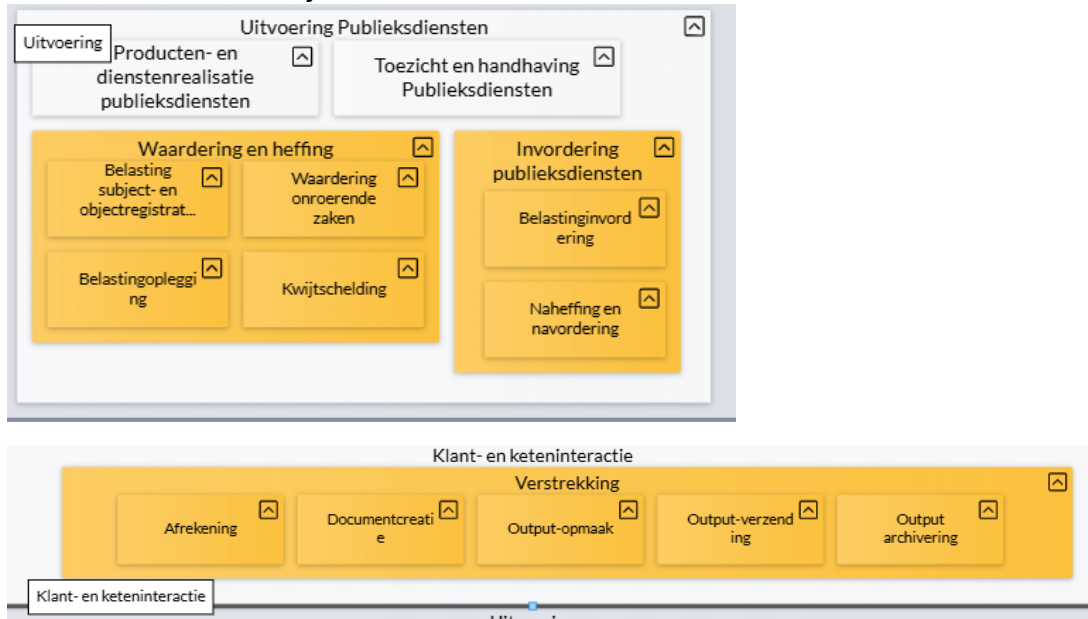 Uitvoering Publieksdiensten
Uitvoering
Producten- en
dienstenrealisatie
publieksdiensten
Toezicht en handhaving
Publieksdiensten
Waardering en heffing
Belasting
subject- en
objectregistrat...
Waardering
onroerende
zaken
Belastingopleggi
ng
Kwijtschelding
Invordering
publieksdiensten
Belastinginvord
ering
Naheffing en
navordering
Klant- en keteninteractie
Verstrekking
Afrekening
Documentcreati
e
Output-opmaak
Output-verzend
ing
Output
archivering
Klant- en keteninteractie